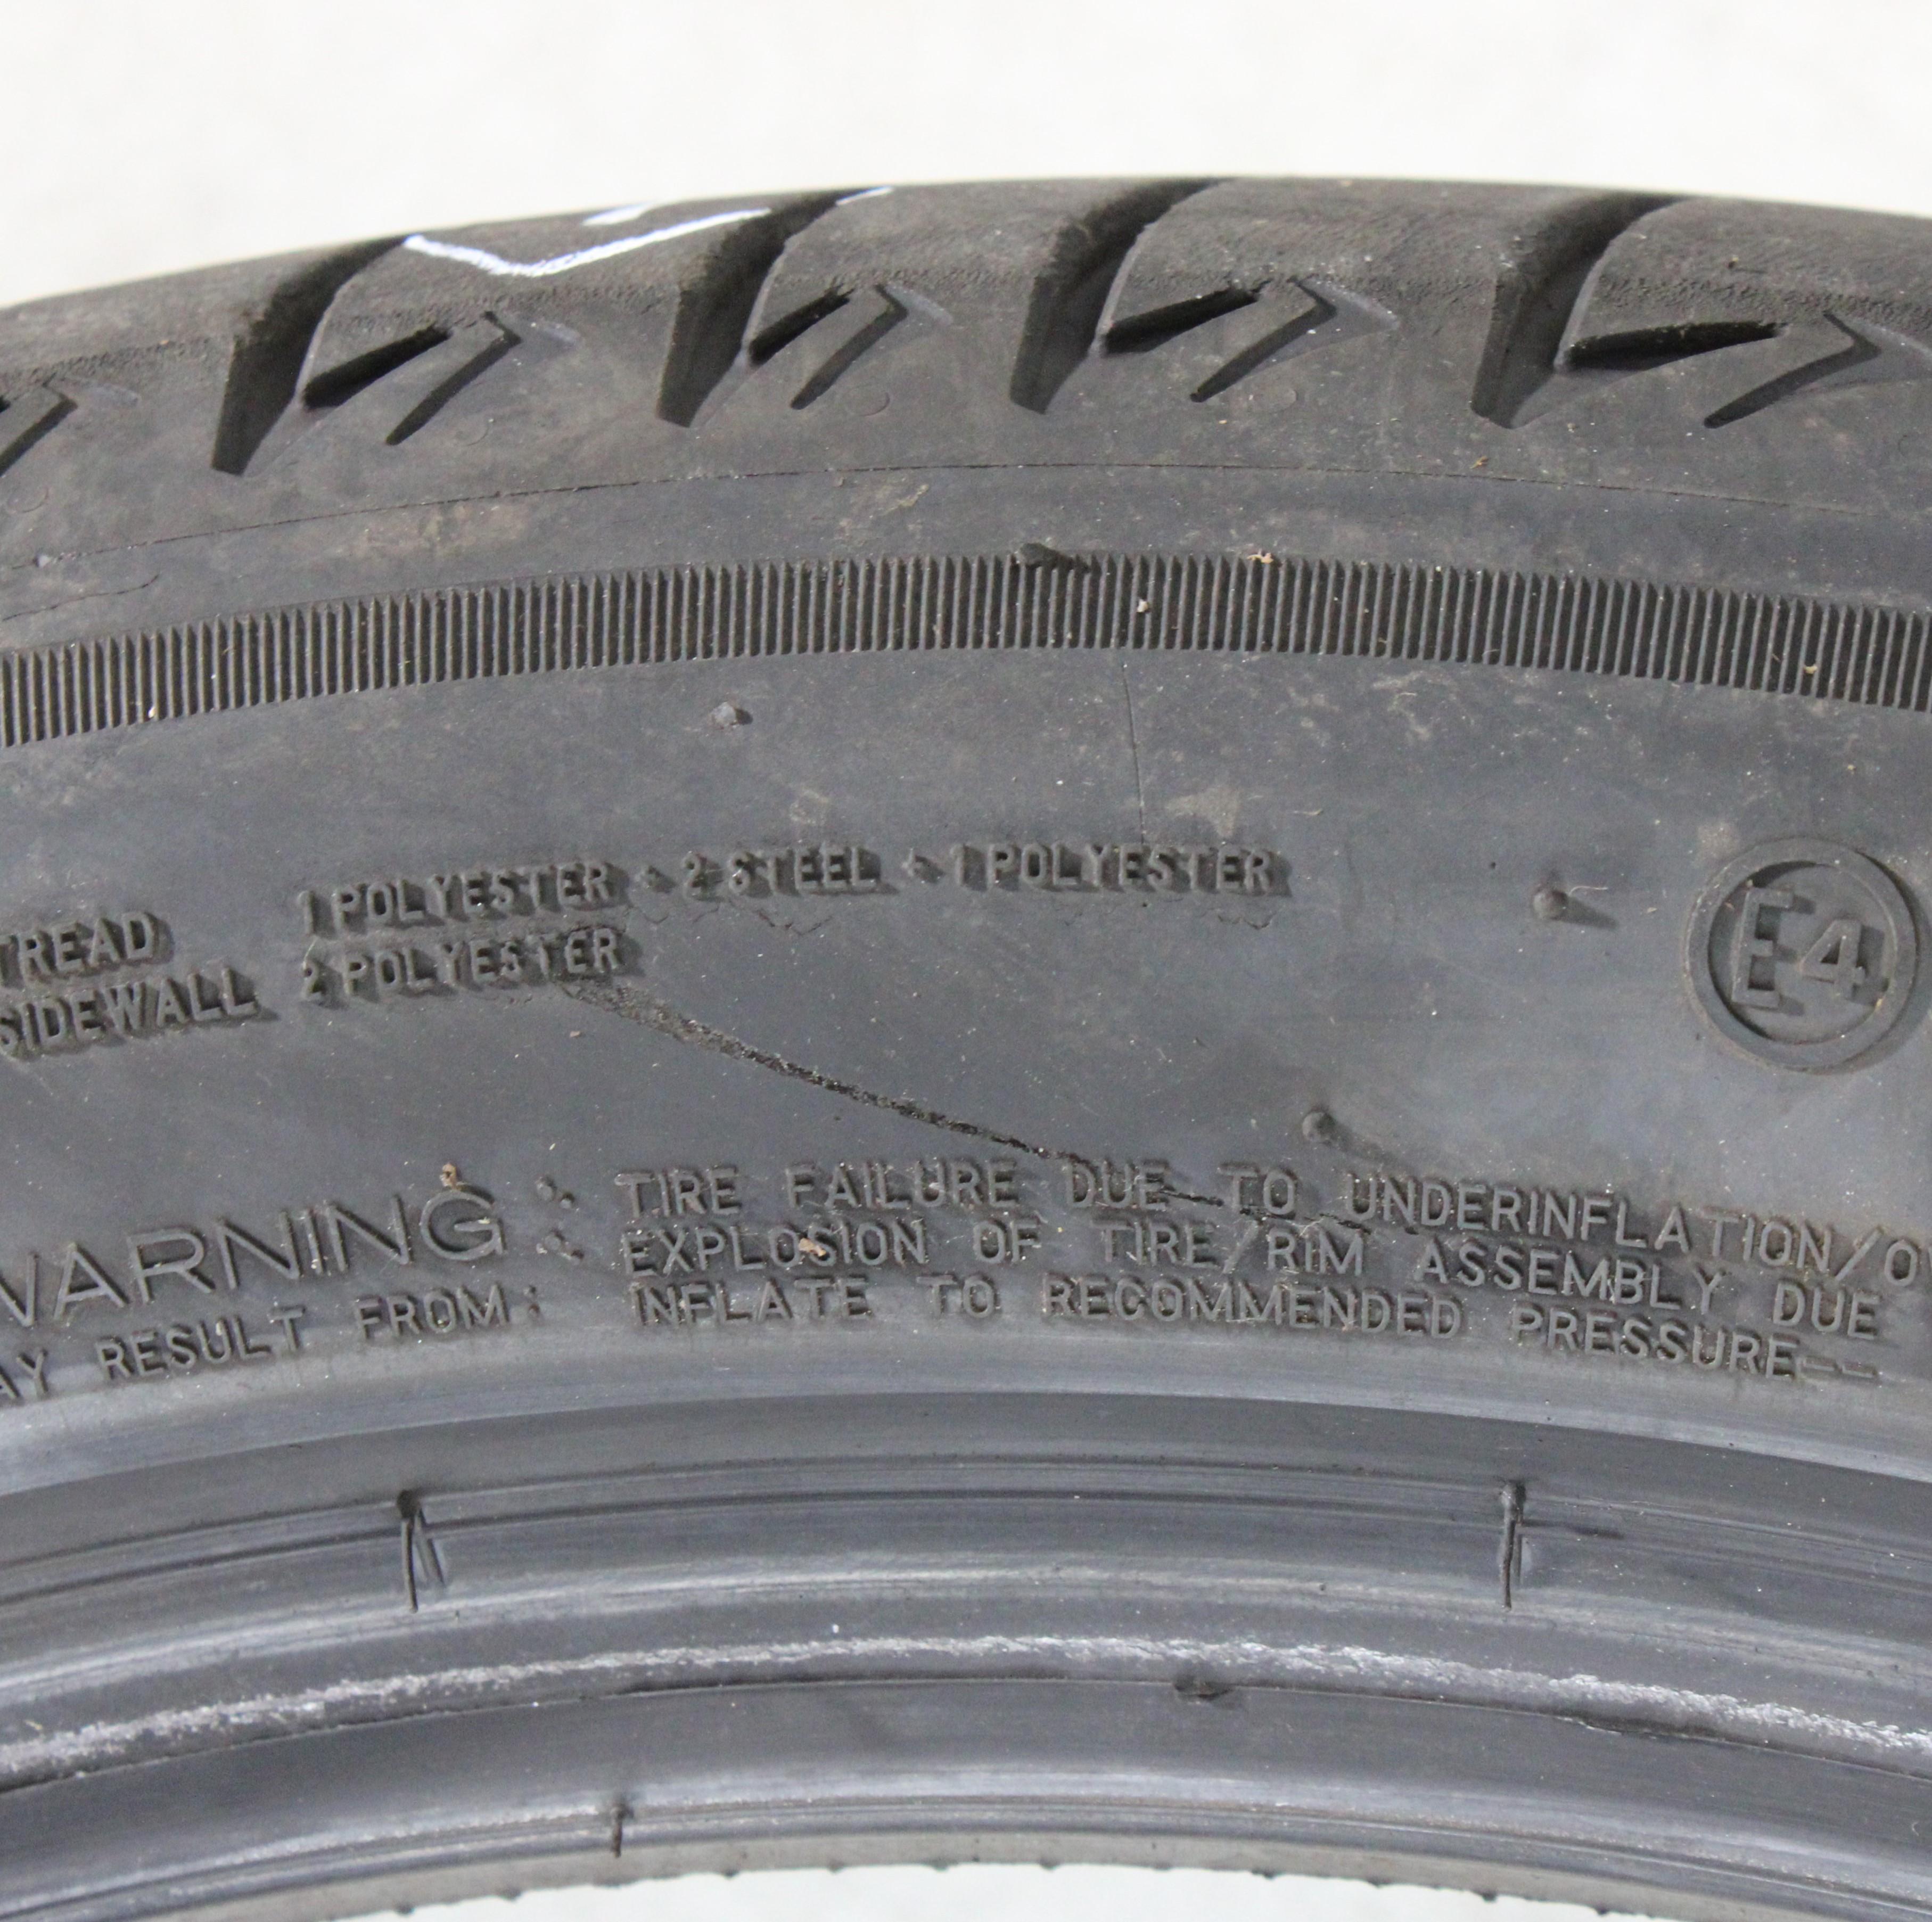 TREAD 1 POLYESTER + 2 STEEL + 1 POLYESTER
SIDEWALL 2 POLYESTER
E4
WARNING : TIRE FAILURE DUE TO UNDERINFLATION/
EXPLOSION OF TIRE/RIM ASSEMBLY DUE
RESULT FROM: INFLATE TO RECOMMENDED PRESSURE--